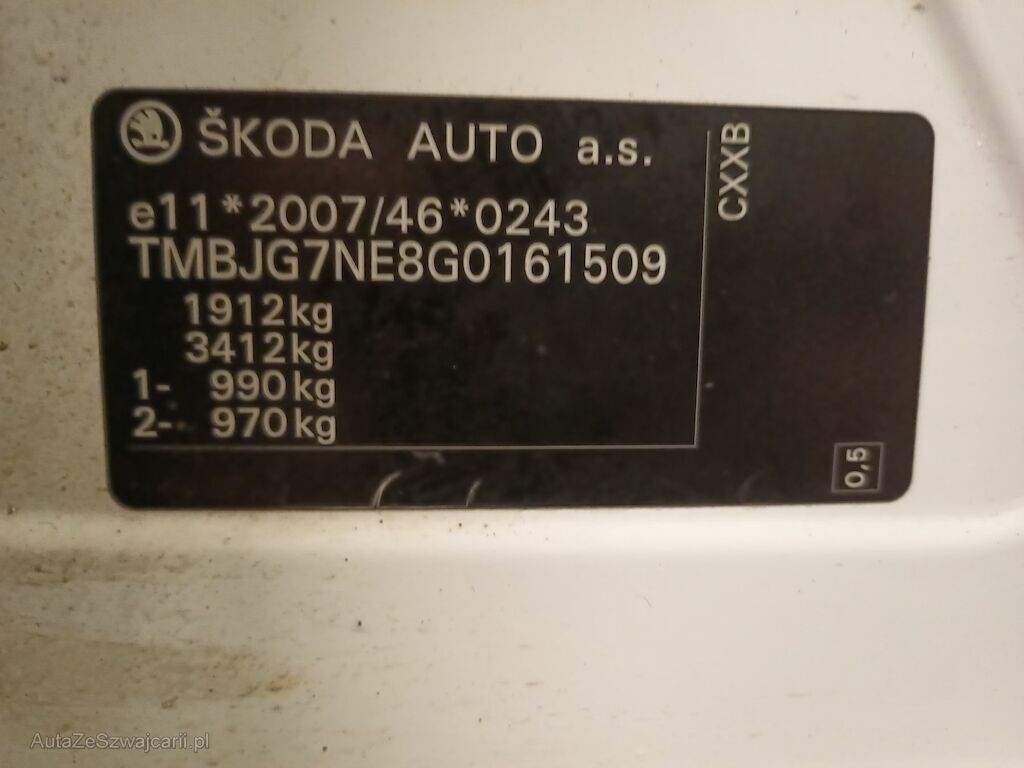 ŠKODA AUTO a.s.
e11*2007/46*0243
TMBJG7NE8G0161509
1912kg
3412kg
1- 990kg
2- 970kg
CXXB
0,5
AutaZeSzwajcarii.pl